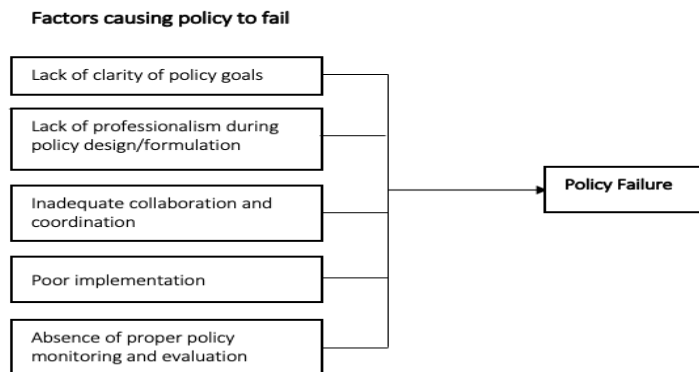 Factors causing policy to fail
Lack of clarity of policy goals
Lack of professionalism during
policy design/formulation
Inadequate collaboration and
coordination
Poor implementation
Absence of proper policy
monitoring and evaluation
Policy Failure